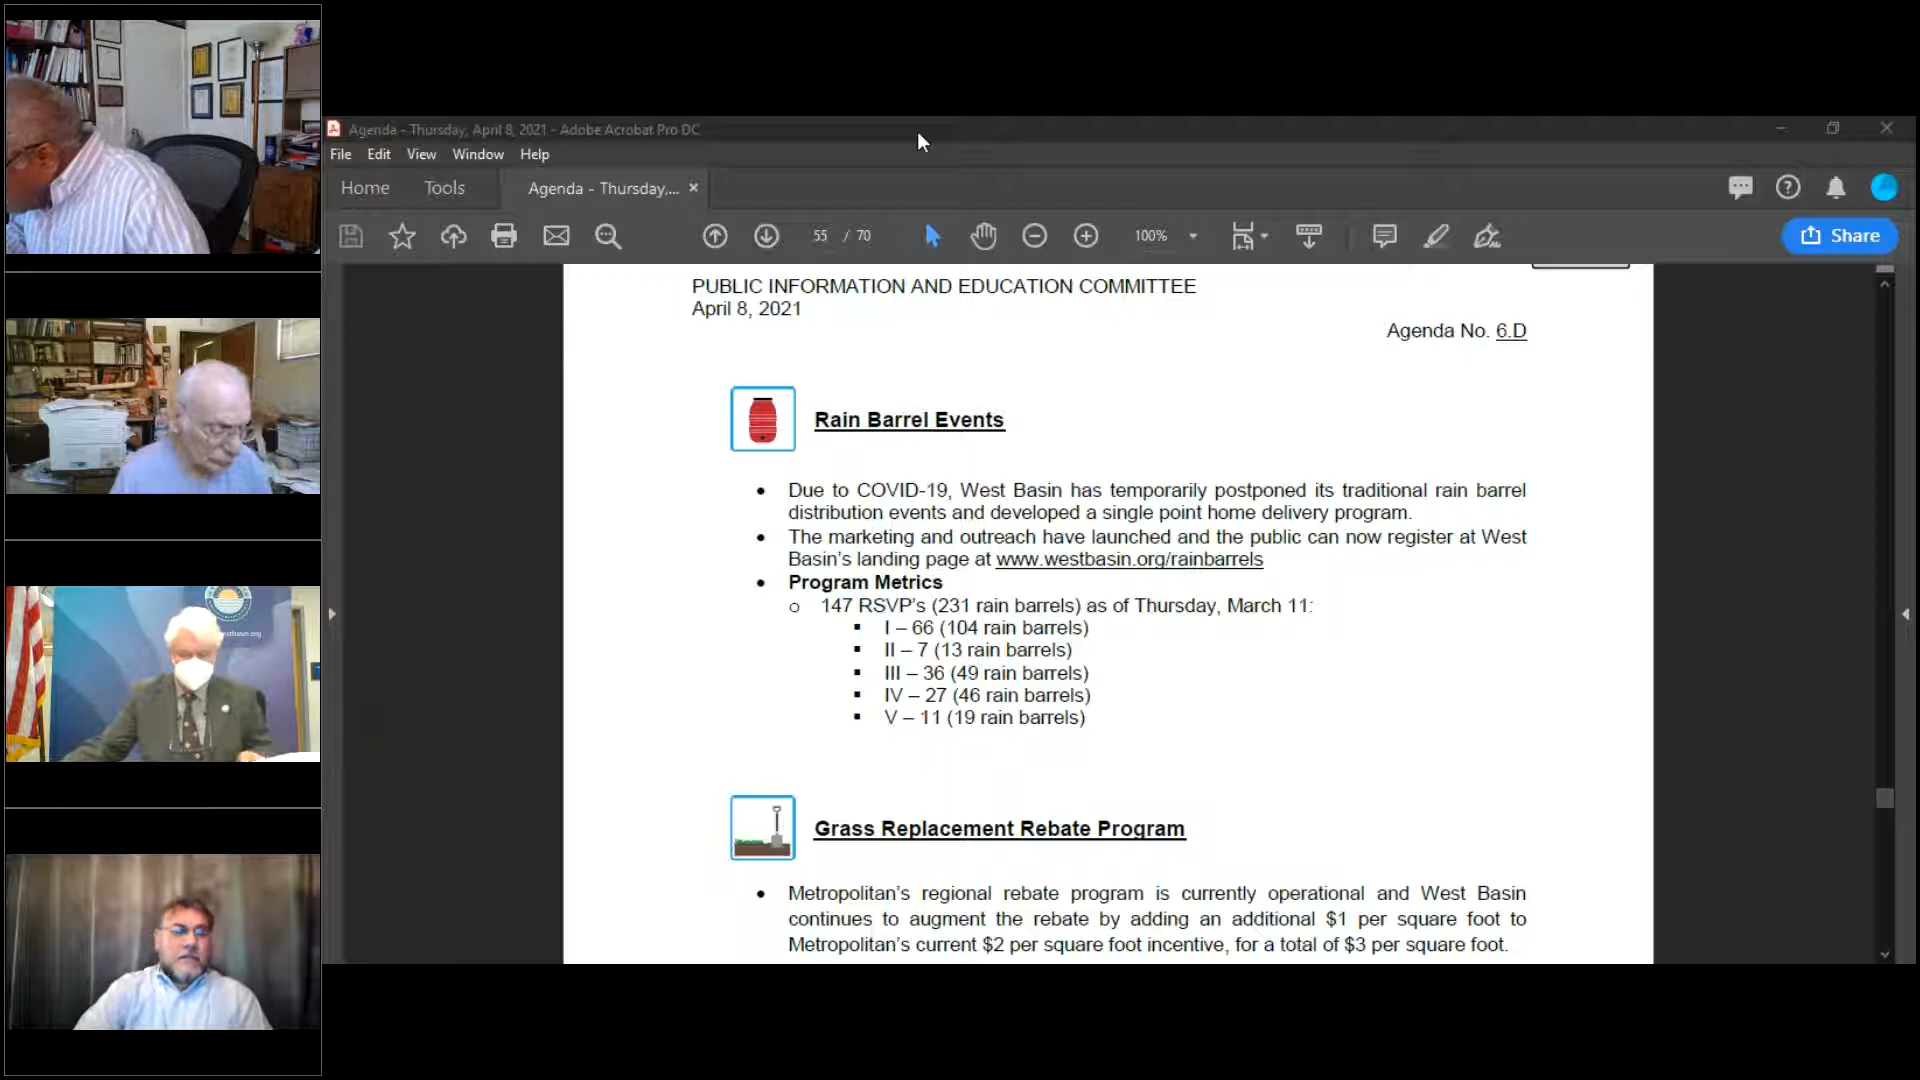 Agenda - Thursday, April 8, 2021 - Adobe Acrobat Pro DC
File Edit View Window Help
Home Tools Agenda - Thursday,... ×
55 / 70 100% Share
PUBLIC INFORMATION AND EDUCATION COMMITTEE
April 8, 2021
Agenda No. 6.D
Rain Barrel Events
• Due to COVID-19, West Basin has temporarily postponed its traditional rain barrel
distribution events and developed a single point home delivery program.
• The marketing and outreach have launched and the public can now register at West
Basin's landing page at www.westbasin.org/rainbarrels
• Program Metrics
o 147 RSVP's (231 rain barrels) as of Thursday, March 11:
▪ I – 66 (104 rain barrels)
▪ II – 7 (13 rain barrels)
▪ III – 36 (49 rain barrels)
▪ IV – 27 (46 rain barrels)
▪ V – 11 (19 rain barrels)
Grass Replacement Rebate Program
• Metropolitan's regional rebate program is currently operational and West Basin
continues to augment the rebate by adding an additional $1 per square foot to
Metropolitan's current $2 per square foot incentive, for a total of $3 per square foot.